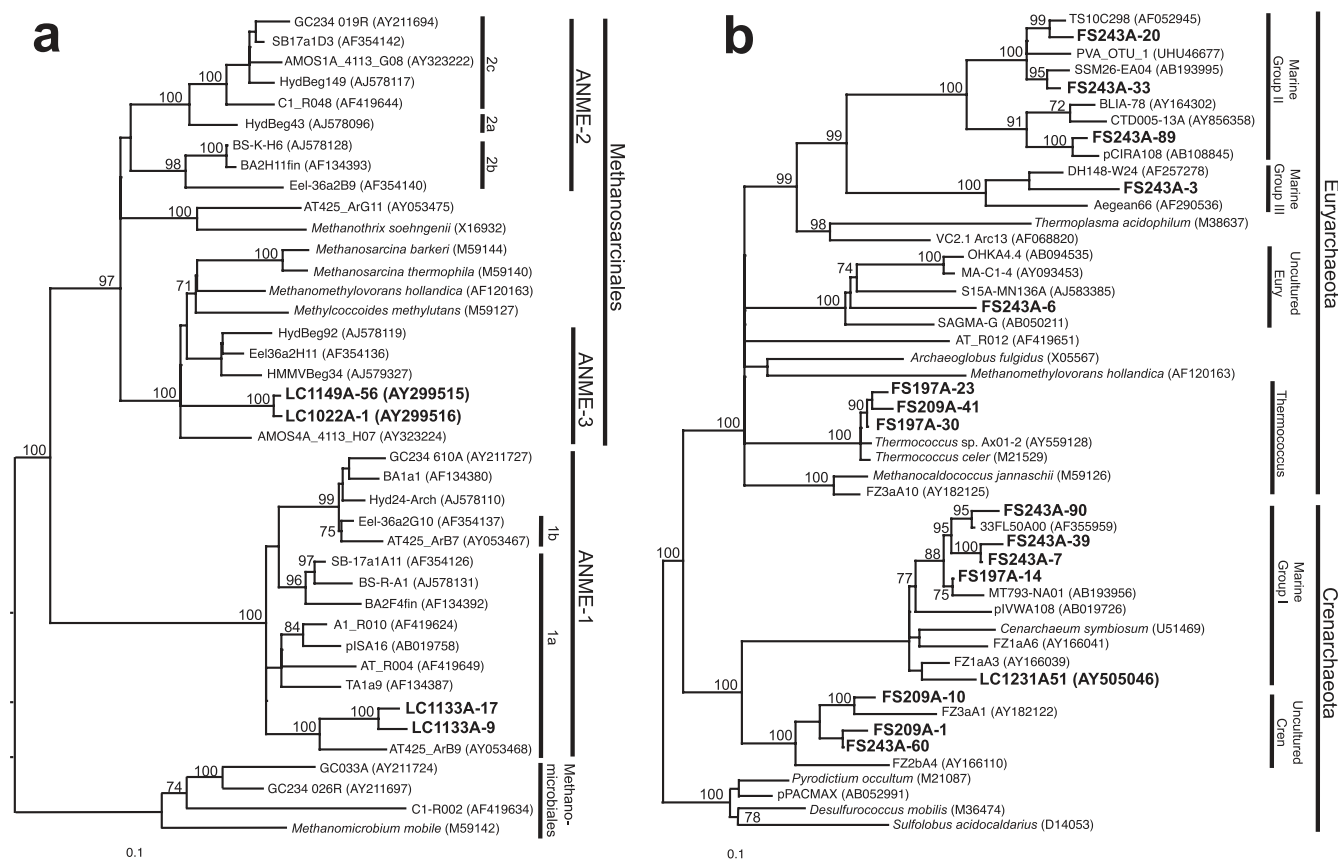 a
GC234 019R (AY211694)
SB17a1D3 (AF354142)
AMOS1A_4113_G08 (AY323222)
HydBeg149 (AJ578117)
100
C1_R048 (AF419644)
100
HydBeg43 (AJ578096)
BS-K-H6 (AJ578128)
100
BA2H11fin (AF134393)
98
Eel-36a2B9 (AF354140)
AT425_ArG11 (AY053475)
100
Methanothrix soehngenii (X16932)
Methanosarcina barkeri (M59144)
100
Methanosarcina thermophila (M59140)
97
71
Methanomethylovorans hollandica (AF120163)
Methylcoccoides methylutans (M59127)
HydBeg92 (AJ578119)
Eel36a2H11 (AF354136)
HMMVBeg34 (AJ579327)
100
LC1149A-56 (AY299515)
100
LC1022A-1 (AY299516)
AMOS4A_4113_H07 (AY323224)
100
GC234 610A (AY211727)
BA1a1 (AF134380)
99
Hyd24-Arch (AJ578110)
Eel-36a2G10 (AF354137)
75
AT425_ArB7 (AY053467)
97
SB-17a1A11 (AF354126)
96
BS-R-A1 (AJ578131)
BA2F4fin (AF134392)
100
84
A1_R010 (AF419624)
pISA16 (AB019758)
AT_R004 (AF419649)
TA1a9 (AF134387)
100
LC1133A-17
100
LC1133A-9
AT425_ArB9 (AY053468)
GC033A (AY211724)
100
74
GC234 026R (AY211697)
C1-R002 (AF419634)
Methanomicrobium mobile (M59142)
0.1
2c
2a
2b
ANME-2
Methanosarcinales
ANME-3
1b
1a
ANME-1
Methano-
microbiales
b
99
TS10C298 (AF052945)
FS243A-20
100
PVA_OTU_1 (UHU46677)
95
SSM26-EA04 (AB193995)
100
FS243A-33
72
BLIA-78 (AY164302)
91
CTD005-13A (AY856358)
100
FS243A-89
pCIRA108 (AB108845)
99
DH148-W24 (AF257278)
100
FS243A-3
99
Aegean66 (AF290536)
98
Thermoplasma acidophilum (M38637)
VC2.1 Arc13 (AF068820)
100
OHKA4.4 (AB094535)
74
MA-C1-4 (AY093453)
S15A-MN136A (AJ583385)
100
FS243A-6
SAGMA-G (AB050211)
AT_R012 (AF419651)
Archaeoglobus fulgidus (X05567)
Methanomethylovorans hollandica (AF120163)
FS197A-23
90
FS209A-41
FS197A-30
100
100
Thermococcus sp. Ax01-2 (AY559128)
Thermococcus celer (M21529)
100
Methanocaldococcus jannaschii (M59126)
FZ3aA10 (AY182125)
95
FS243A-90
95
33FL50A00 (AF355959)
100
FS243A-39
88
FS243A-7
77
FS197A-14
75
MT793-NA01 (AB193956)
pIVWA108 (AB019726)
100
Cenarchaeum symbiosum (U51469)
FZ1aA6 (AY166041)
FZ1aA3 (AY166039)
LC1231A51 (AY505046)
100
100
FS209A-10
FZ3aA1 (AY182122)
100
FS209A-1
FS243A-60
FZ2bA4 (AY166110)
Pyrodictium occultum (M21087)
100
pPACMAX (AB052991)
Desulfurococcus mobilis (M36474)
78
Sulfolobus acidocaldarius (D14053)
0.1
Marine
Group II
Marine
Group III
Uncultured
Eury
Thermococcus
Euryarchaeota
Marine
Group I
Uncultured
Cren
Crenarchaeota